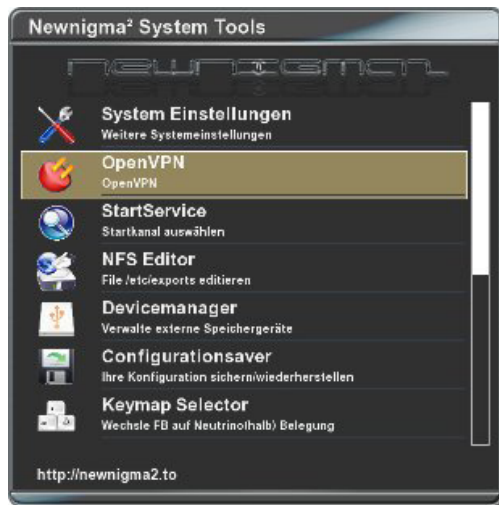 Newnigma² System Tools
NEWNIGMA2
System Einstellungen
Weitere Systemeinstellungen
OpenVPN
OpenVPN
StartService
Startkanal auswählen
NFS Editor
File /etc/exports editieren
Devicemanager
Verwalte externe Speichergeräte
Configurationsaver
Ihre Konfiguration sichern/wiederherstellen
Keymap Selector
Wechsle FB auf Neutrino(halb) Belegung
http://newnigma2.to